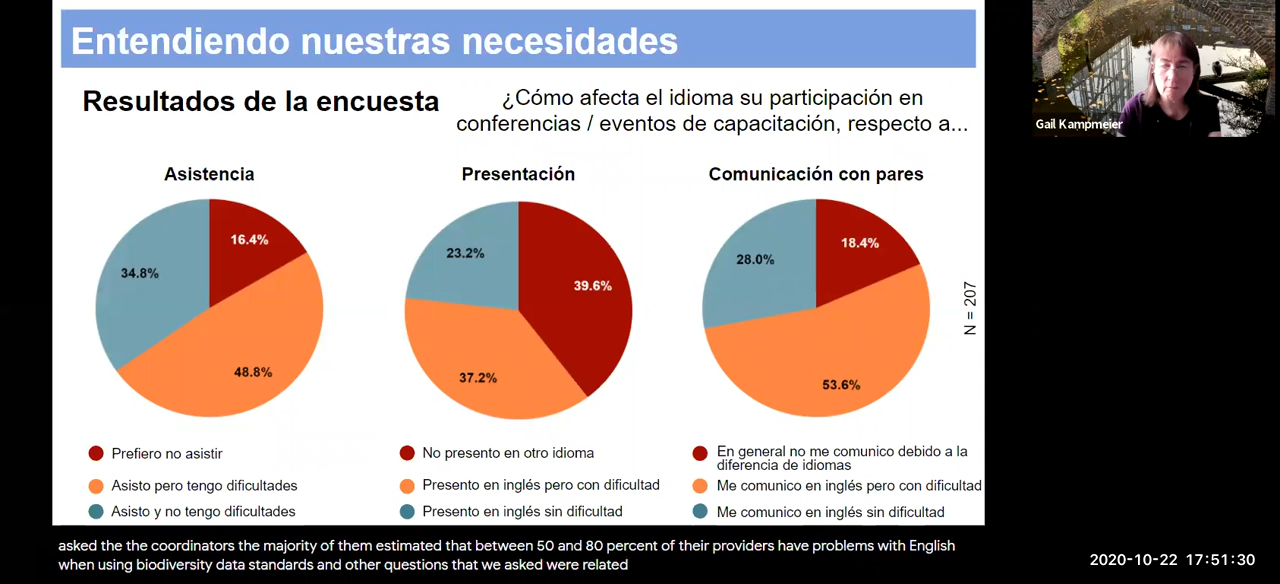 Entendiendo nuestras necesidades
Resultados de la encuesta
¿Cómo afecta el idioma su participación en
conferencias / eventos de capacitación, respecto a...
Asistencia
16.4%
34.8%
48.8%
Prefiero no asistir
Asisto pero tengo dificultades
Asisto y no tengo dificultades
Presentación
23.2%
39.6%
37.2%
No presento en otro idioma
Presento en inglés pero con dificultad
Presento en inglés sin dificultad
Comunicación con pares
18.4%
28.0%
53.6%
En general no me comunico debido a la
diferencia de idiomas
Me comunico en inglés pero con dificultad
Me comunico en inglés sin dificultad
N = 207
Gail Kampmeier
asked the the coordinators the majority of them estimated that between 50 and 80 percent of their providers have problems with English
when using biodiversity data standards and other questions that we asked were related
2020-10-22 17:51:30